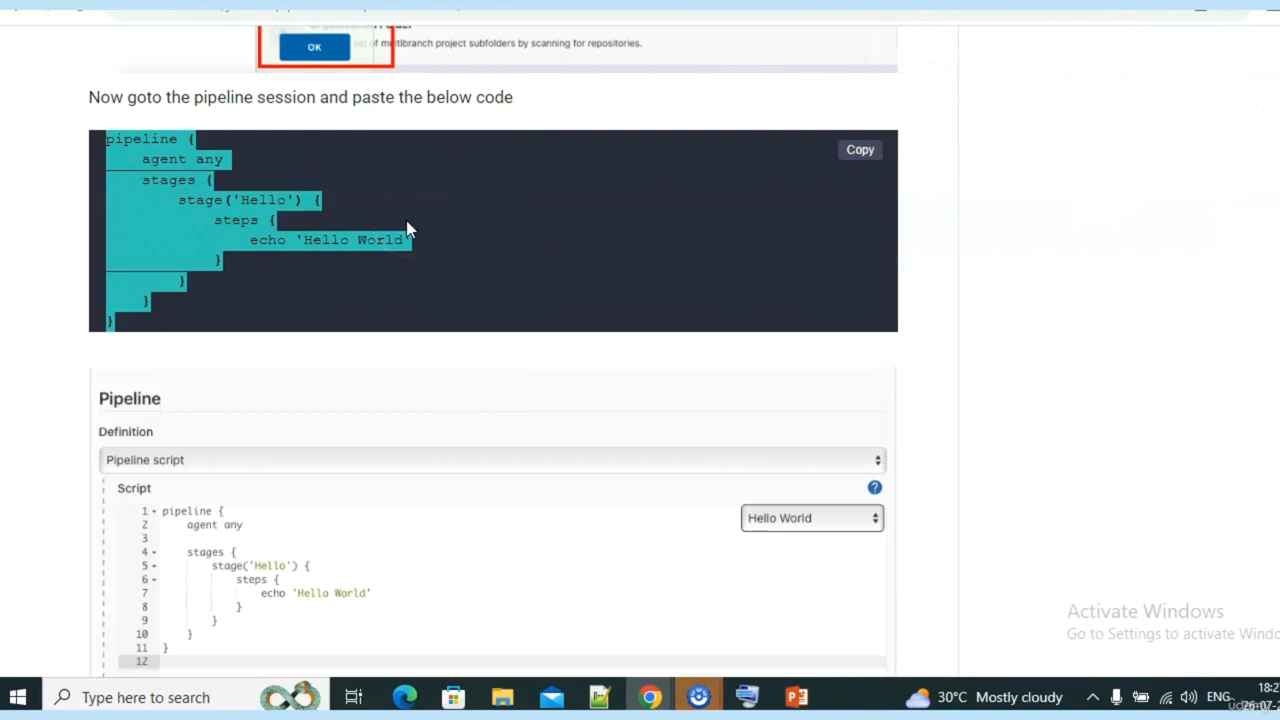 OK
of multibranch project subfolders by scanning for repositories.
Now goto the pipeline session and paste the below code
pipeline {
agent any
stages {
stage('Hello') {
steps {
echo 'Hello World'
}
}
}
}
Copy
Pipeline
Definition
Pipeline script
Script
1 pipeline {
2 agent any
3
4 stages {
5 stage('Hello') {
6 steps {
7 echo 'Hello World'
8 }
9 }
10 }
11 }
12
Hello World
Activate Windows
Go to Settings to activate Windo
Type here to search
30°C Mostly cloudy
ENG
18:2
26-07-2